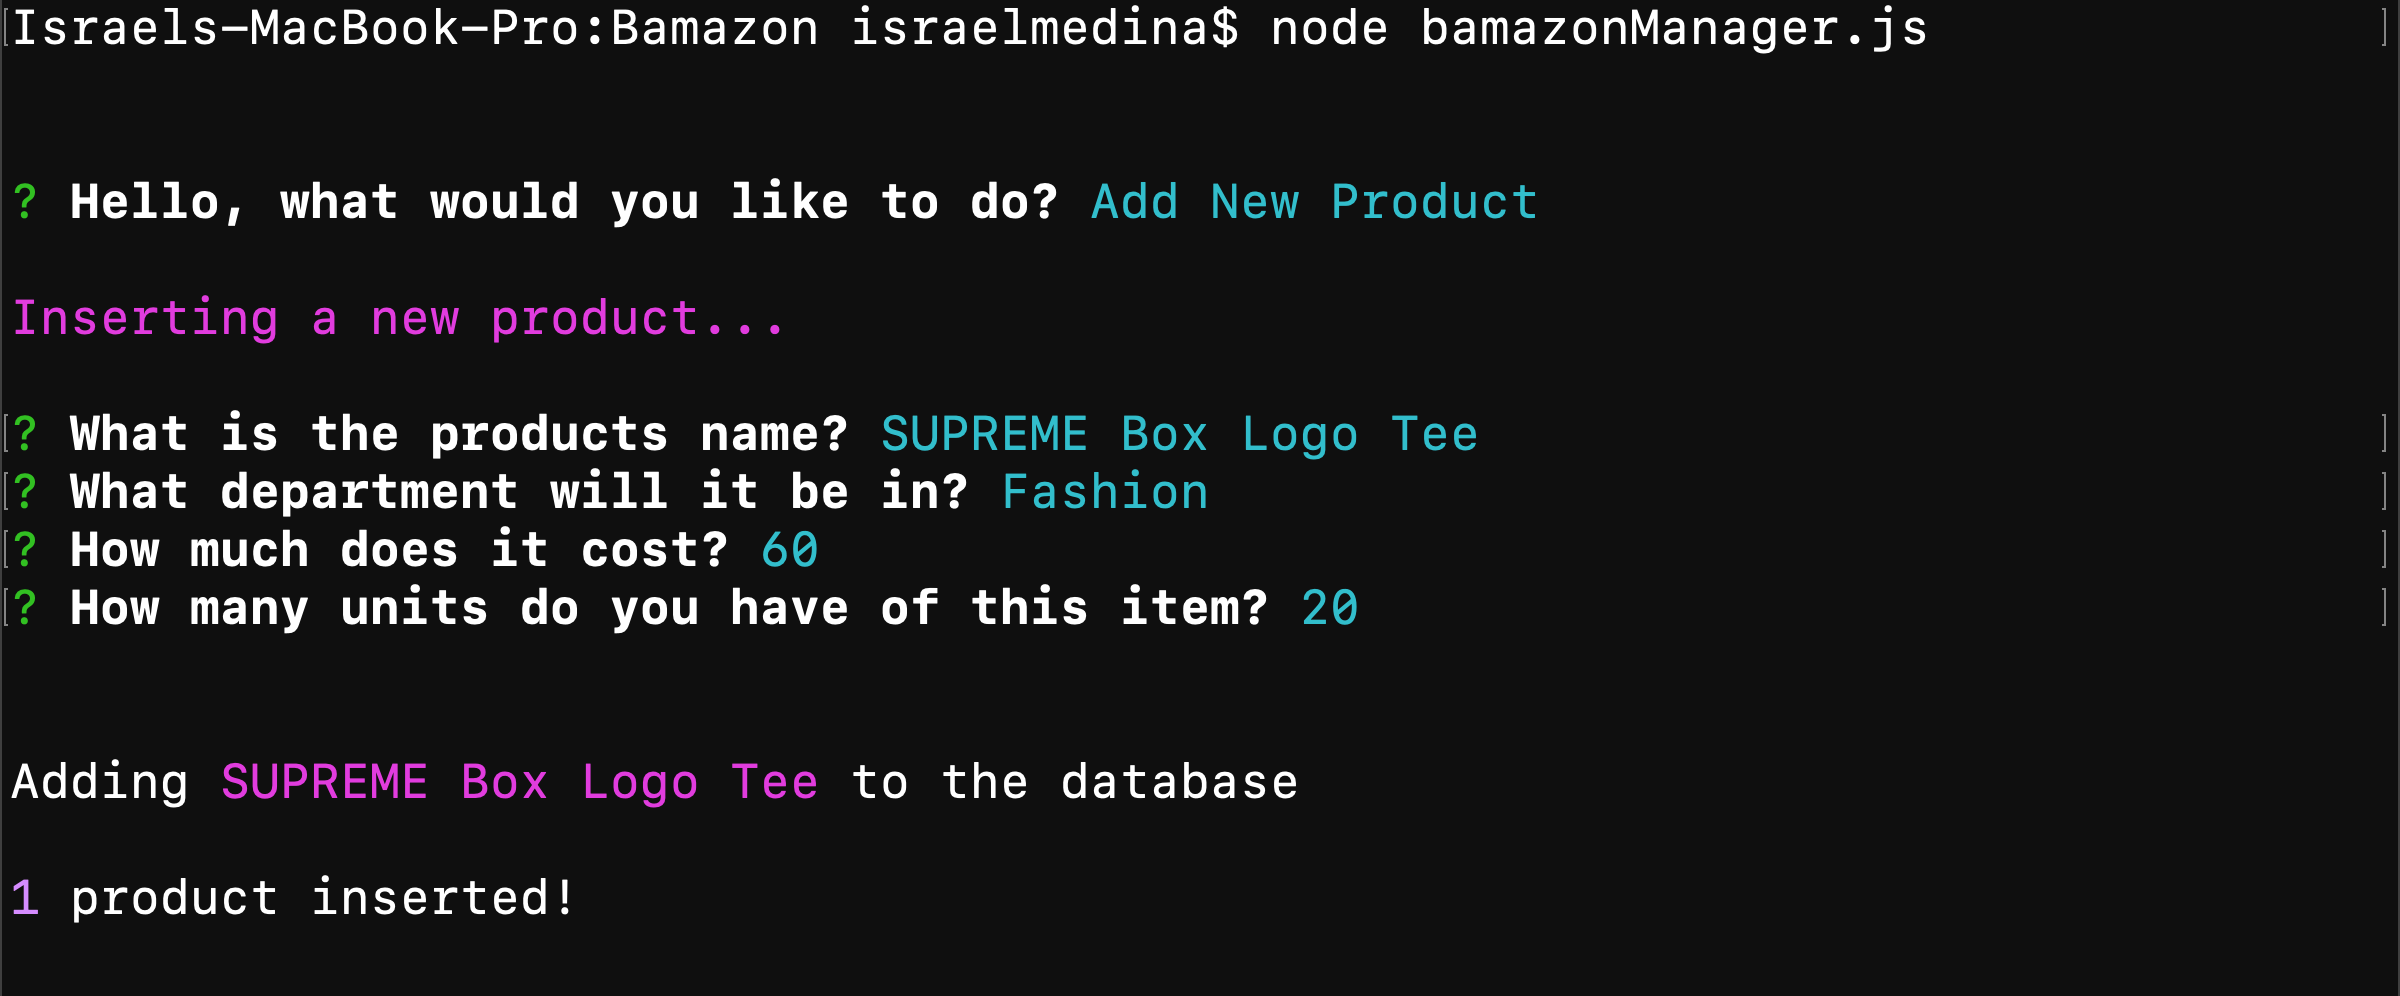 Israels-MacBook-Pro:Bamazon israelmedina$ node bamazonManager.js
? Hello, what would you like to do? Add New Product
Inserting a new product...
? What is the products name? SUPREME Box Logo Tee
? What department will it be in? Fashion
? How much does it cost? 60
? How many units do you have of this item? 20
Adding SUPREME Box Logo Tee to the database
1 product inserted!